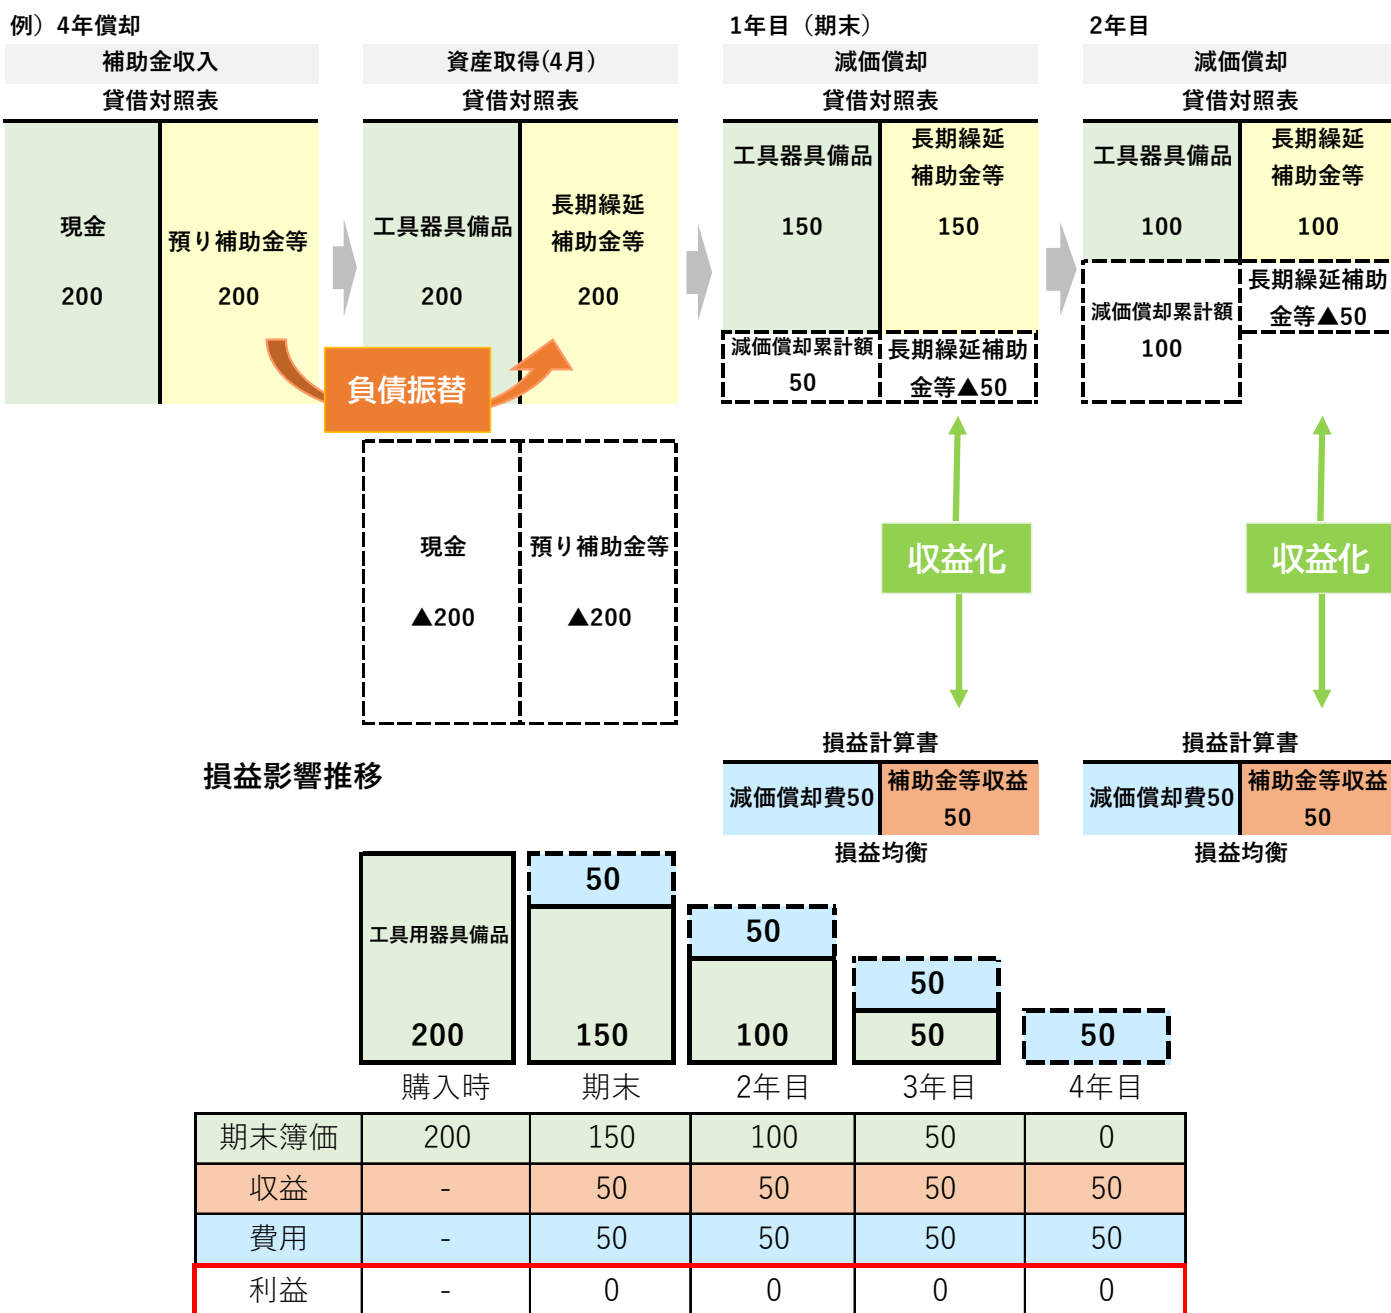 例）4年償却
補助金収入
貸借対照表
現金
200
預り補助金等
200
資産取得(4月)
貸借対照表
工具器具備品
200
長期繰延
補助金等
200
負債振替
現金
▲200
預り補助金等
▲200
1年目（期末）
減価償却
貸借対照表
工具器具備品
150
長期繰延
補助金等
150
減価償却累計額
50
長期繰延補助
金等▲50
収益化
損益計算書
減価償却費50
補助金等収益
50
損益均衡
2年目
減価償却
貸借対照表
工具器具備品
100
長期繰延
補助金等
100
減価償却累計額
100
長期繰延補助
金等▲50
収益化
損益計算書
減価償却費50
補助金等収益
50
損益均衡
損益影響推移
工具用器具備品
200
50
150
50
100
50
50
50
購入時 期末 2年目 3年目 4年目
期末簿価 200 150 100 50 0
収益 - 50 50 50 50
費用 - 50 50 50 50
利益 - 0 0 0 0